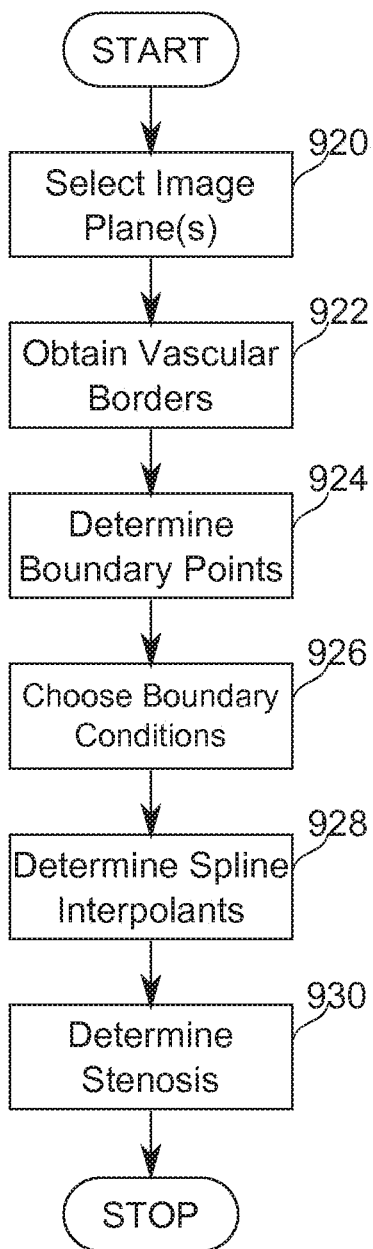 START
920
Select Image
Plane(s)
922
Obtain Vascular
Borders
924
Determine
Boundary Points
926
Choose Boundary
Conditions
928
Determine Spline
Interpolants
930
Determine
Stenosis
STOP